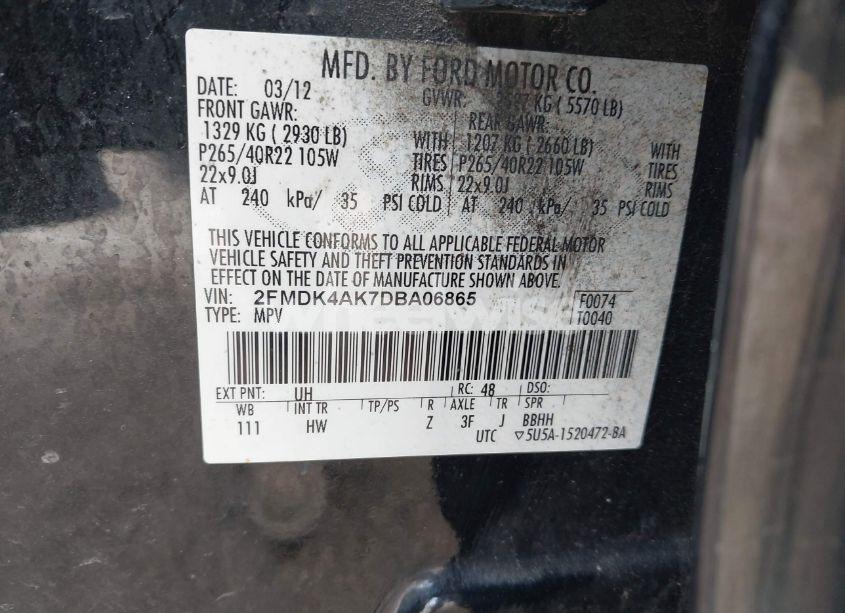 MFD. BY FORD MOTOR CO.
DATE: 03/12 GVWR: KG ( 5570 LB)
FRONT GAWR: REAR GAWR:
1329 KG ( 2930 LB) WITH 1207 KG ( 2660 LB) WITH
P265/40R22 105W TIRES P265/40R22 105W TIRES
22x9.0J RIMS 22x9.0J RIMS
AT 240 kPa/ 35 PSI COLD AT 240 kPa/ 35 PSI COLD
THIS VEHICLE CONFORMS TO ALL APPLICABLE FEDERAL MOTOR
VEHICLE SAFETY AND THEFT PREVENTION STANDARDS IN
EFFECT ON THE DATE OF MANUFACTURE SHOWN ABOVE.
VIN: 2FMDK4AK7DBA06865 F0074
TYPE: MPV T0040
EXT PNT: UH RC: 48 DSO:
WB INT TR TP/PS R AXLE TR SPR
111 HW Z 3F J BBHH
UTC ▽5U5A-1520472-BA